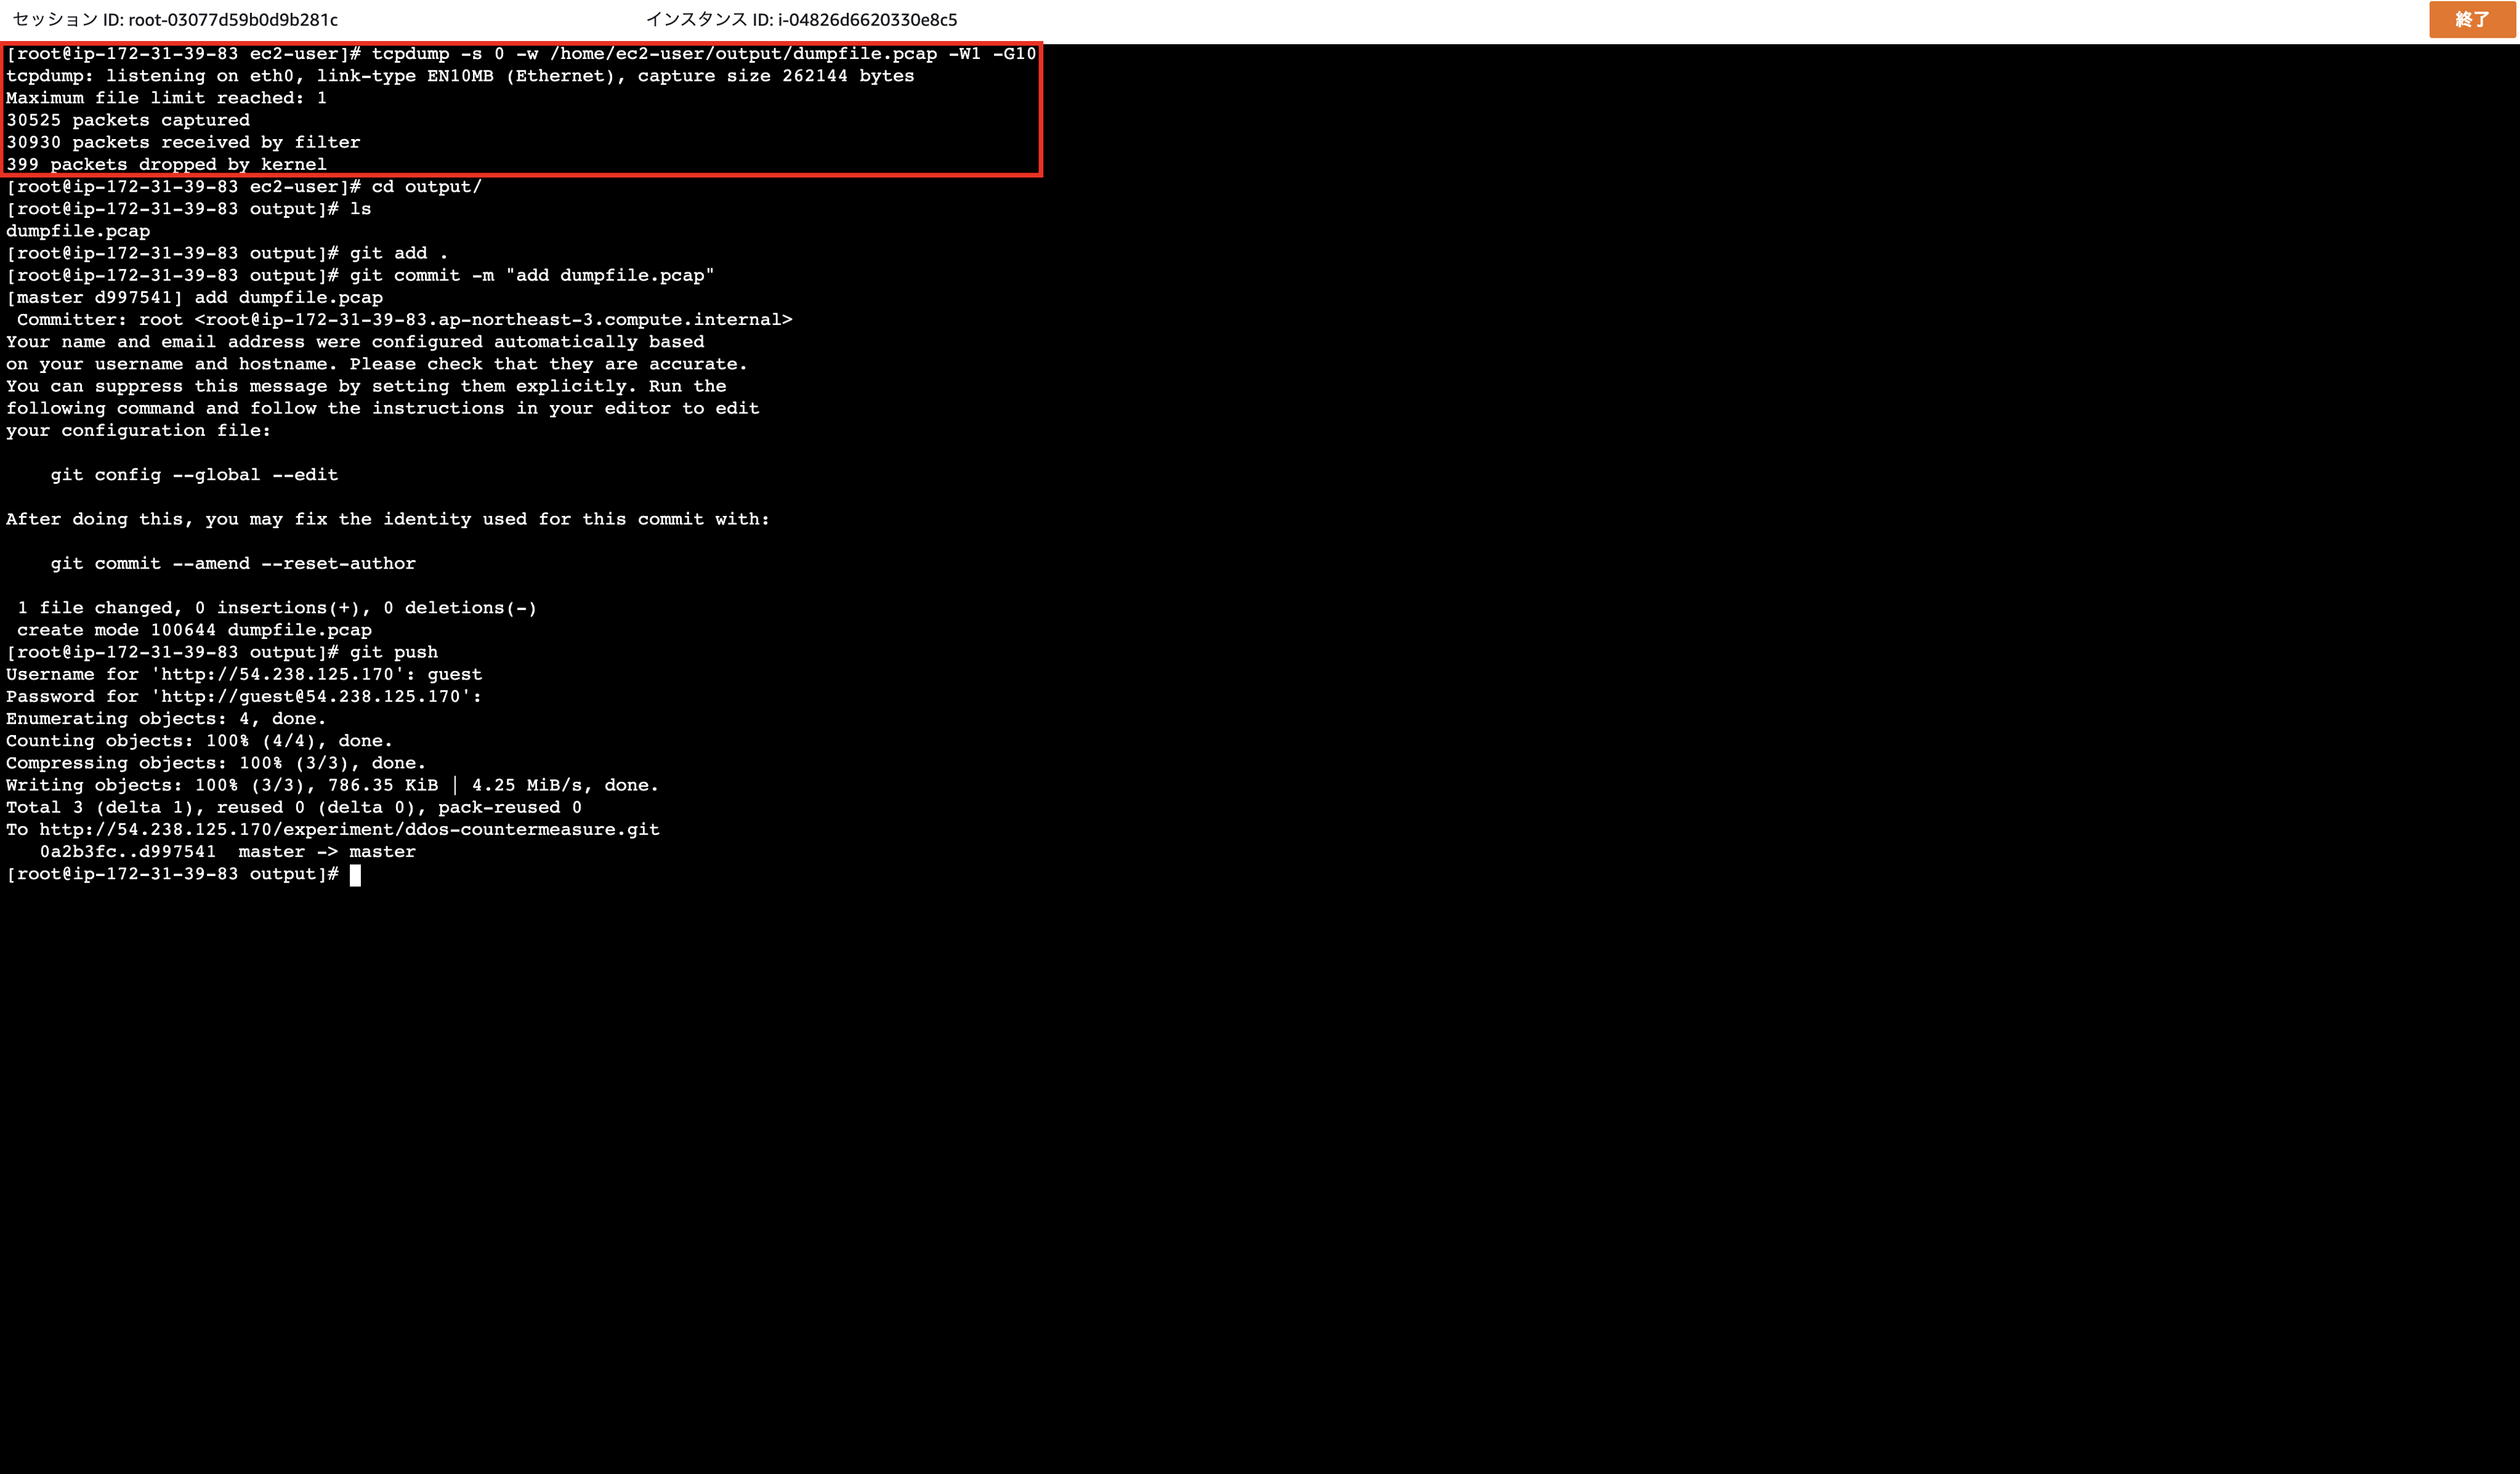 セッション ID: root-03077d59b0d9b281c インスタンス ID: i-04826d6620330e8c5 終了
[root@ip-172-31-39-83 ec2-user]# tcpdump -s 0 -w /home/ec2-user/output/dumpfile.pcap -W1 -G10
tcpdump: listening on eth0, link-type EN10MB (Ethernet), capture size 262144 bytes
Maximum file limit reached: 1
30525 packets captured
30930 packets received by filter
399 packets dropped by kernel
[root@ip-172-31-39-83 ec2-user]# cd output/
[root@ip-172-31-39-83 output]# ls
dumpfile.pcap
[root@ip-172-31-39-83 output]# git add .
[root@ip-172-31-39-83 output]# git commit -m "add dumpfile.pcap"
[master d997541] add dumpfile.pcap
 Committer: root <root@ip-172-31-39-83.ap-northeast-3.compute.internal>
Your name and email address were configured automatically based
on your username and hostname. Please check that they are accurate.
You can suppress this message by setting them explicitly. Run the
following command and follow the instructions in your editor to edit
your configuration file:

    git config --global --edit

After doing this, you may fix the identity used for this commit with:

    git commit --amend --reset-author

 1 file changed, 0 insertions(+), 0 deletions(-)
 create mode 100644 dumpfile.pcap
[root@ip-172-31-39-83 output]# git push
Username for 'http://54.238.125.170': guest
Password for 'http://guest@54.238.125.170':
Enumerating objects: 4, done.
Counting objects: 100% (4/4), done.
Compressing objects: 100% (3/3), done.
Writing objects: 100% (3/3), 786.35 KiB | 4.25 MiB/s, done.
Total 3 (delta 1), reused 0 (delta 0), pack-reused 0
To http://54.238.125.170/experiment/ddos-countermeasure.git
   0a2b3fc..d997541  master -> master
[root@ip-172-31-39-83 output]#